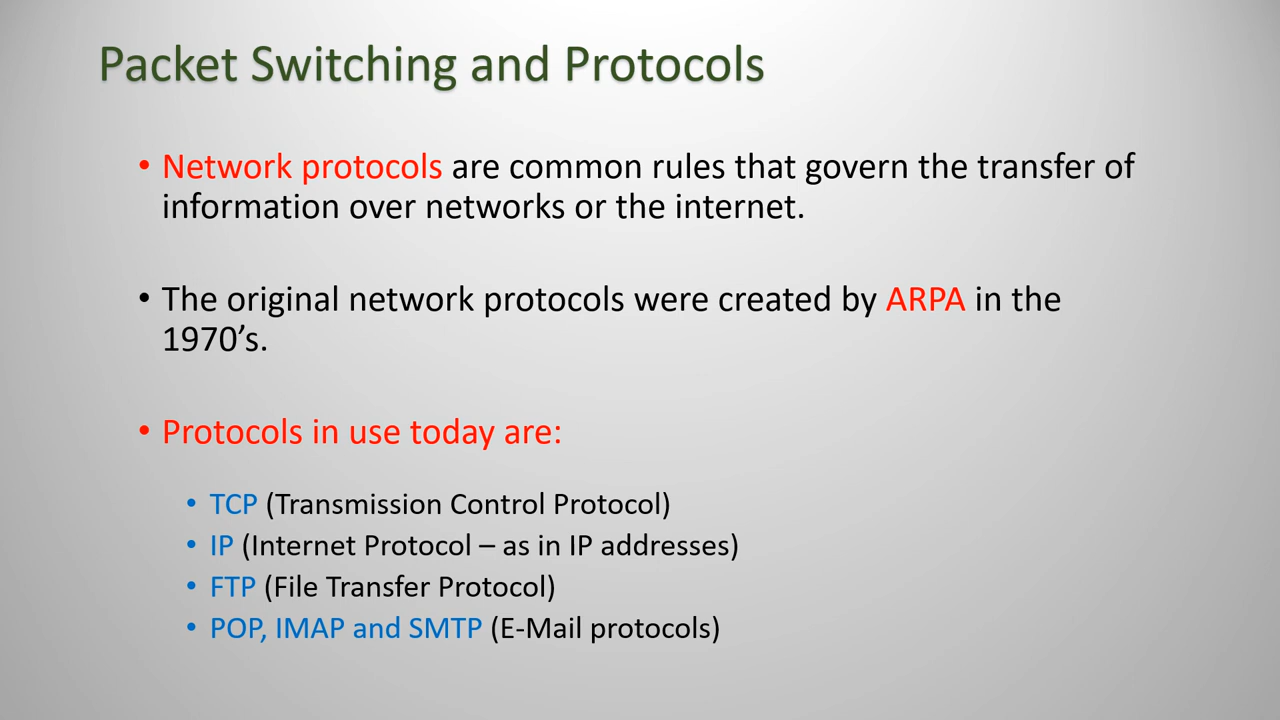 Packet Switching and Protocols
• Network protocols are common rules that govern the transfer of
information over networks or the internet.
• The original network protocols were created by ARPA in the
1970’s.
• Protocols in use today are:
• TCP (Transmission Control Protocol)
• IP (Internet Protocol – as in IP addresses)
• FTP (File Transfer Protocol)
• POP, IMAP and SMTP (E-Mail protocols)